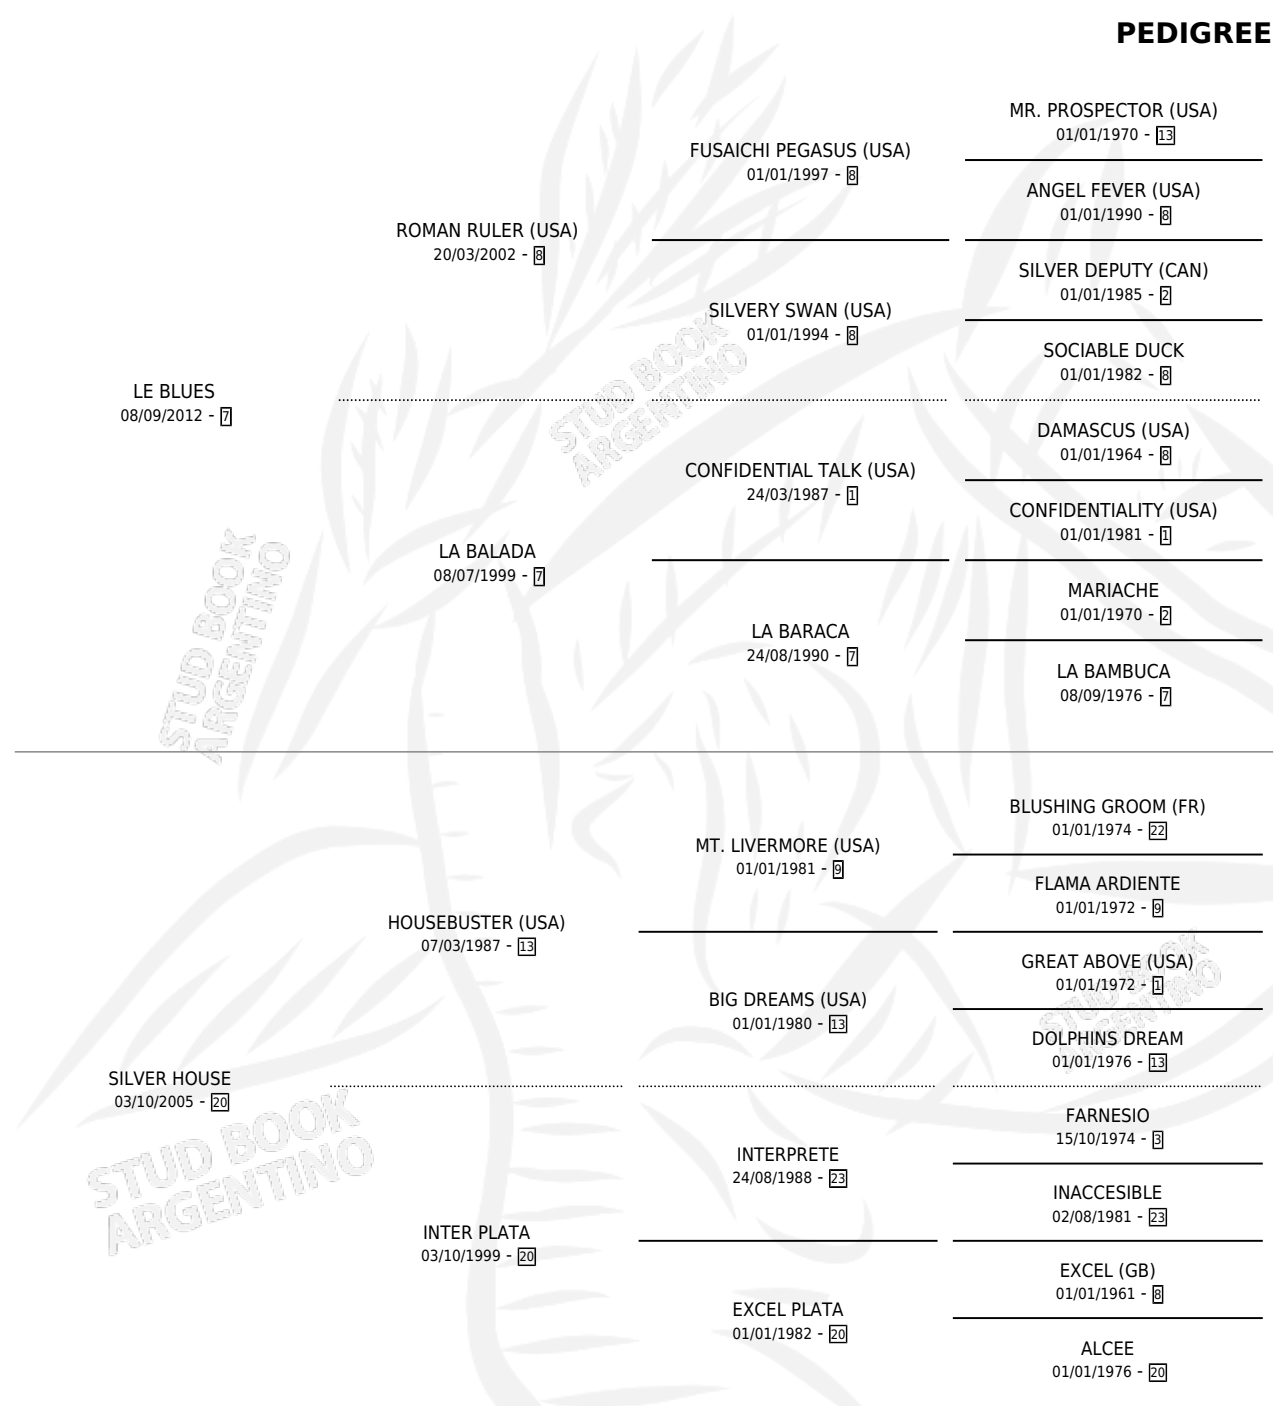 PEDIGREE
MR. PROSPECTOR (USA)
01/01/1970 - 13
FUSAICHI PEGASUS (USA)
01/01/1997 - 8
ANGEL FEVER (USA)
01/01/1990 - 8
ROMAN RULER (USA)
20/03/2002 - 8
SILVER DEPUTY (CAN)
01/01/1985 - 2
SILVERY SWAN (USA)
01/01/1994 - 8
SOCIABLE DUCK
01/01/1982 - 8
LE BLUES
08/09/2012 - 7
DAMASCUS (USA)
01/01/1964 - 8
CONFIDENTIAL TALK (USA)
24/03/1987 - 1
CONFIDENTIALITY (USA)
01/01/1981 - 1
LA BALADA
08/07/1999 - 7
MARIACHE
01/01/1970 - 2
LA BARACA
24/08/1990 - 7
LA BAMBUCA
08/09/1976 - 7
BLUSHING GROOM (FR)
01/01/1974 - 22
MT. LIVERMORE (USA)
01/01/1981 - 9
FLAMA ARDIENTE
01/01/1972 - 9
HOUSEBUSTER (USA)
07/03/1987 - 13
GREAT ABOVE (USA)
01/01/1972 - 1
BIG DREAMS (USA)
01/01/1980 - 13
DOLPHINS DREAM
01/01/1976 - 13
SILVER HOUSE
03/10/2005 - 20
FARNESIO
15/10/1974 - 3
INTERPRETE
24/08/1988 - 23
INACCESIBLE
02/08/1981 - 23
INTER PLATA
03/10/1999 - 20
EXCEL (GB)
01/01/1961 - 8
EXCEL PLATA
01/01/1982 - 20
ALCEE
01/01/1976 - 20
STUD BOOK
ARGENTINO
STUD BOOK
ARGENTINO
STUD BOOK
ARGENTINO
STUD BOOK
ARGENTINO